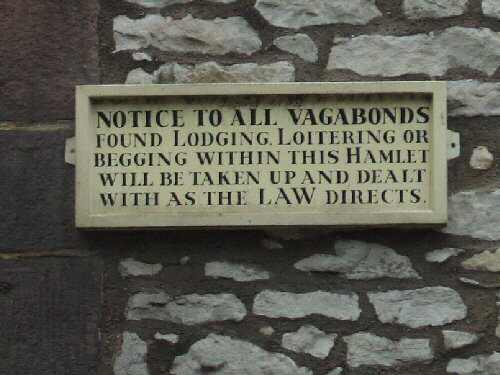 NOTICE TO ALL VAGABONDS
FOUND LODGING. LOITERING OR
BEGGING WITHIN THIS HAMLET
WILL BE TAKEN UP AND DEALT
WITH AS THE LAW DIRECTS.